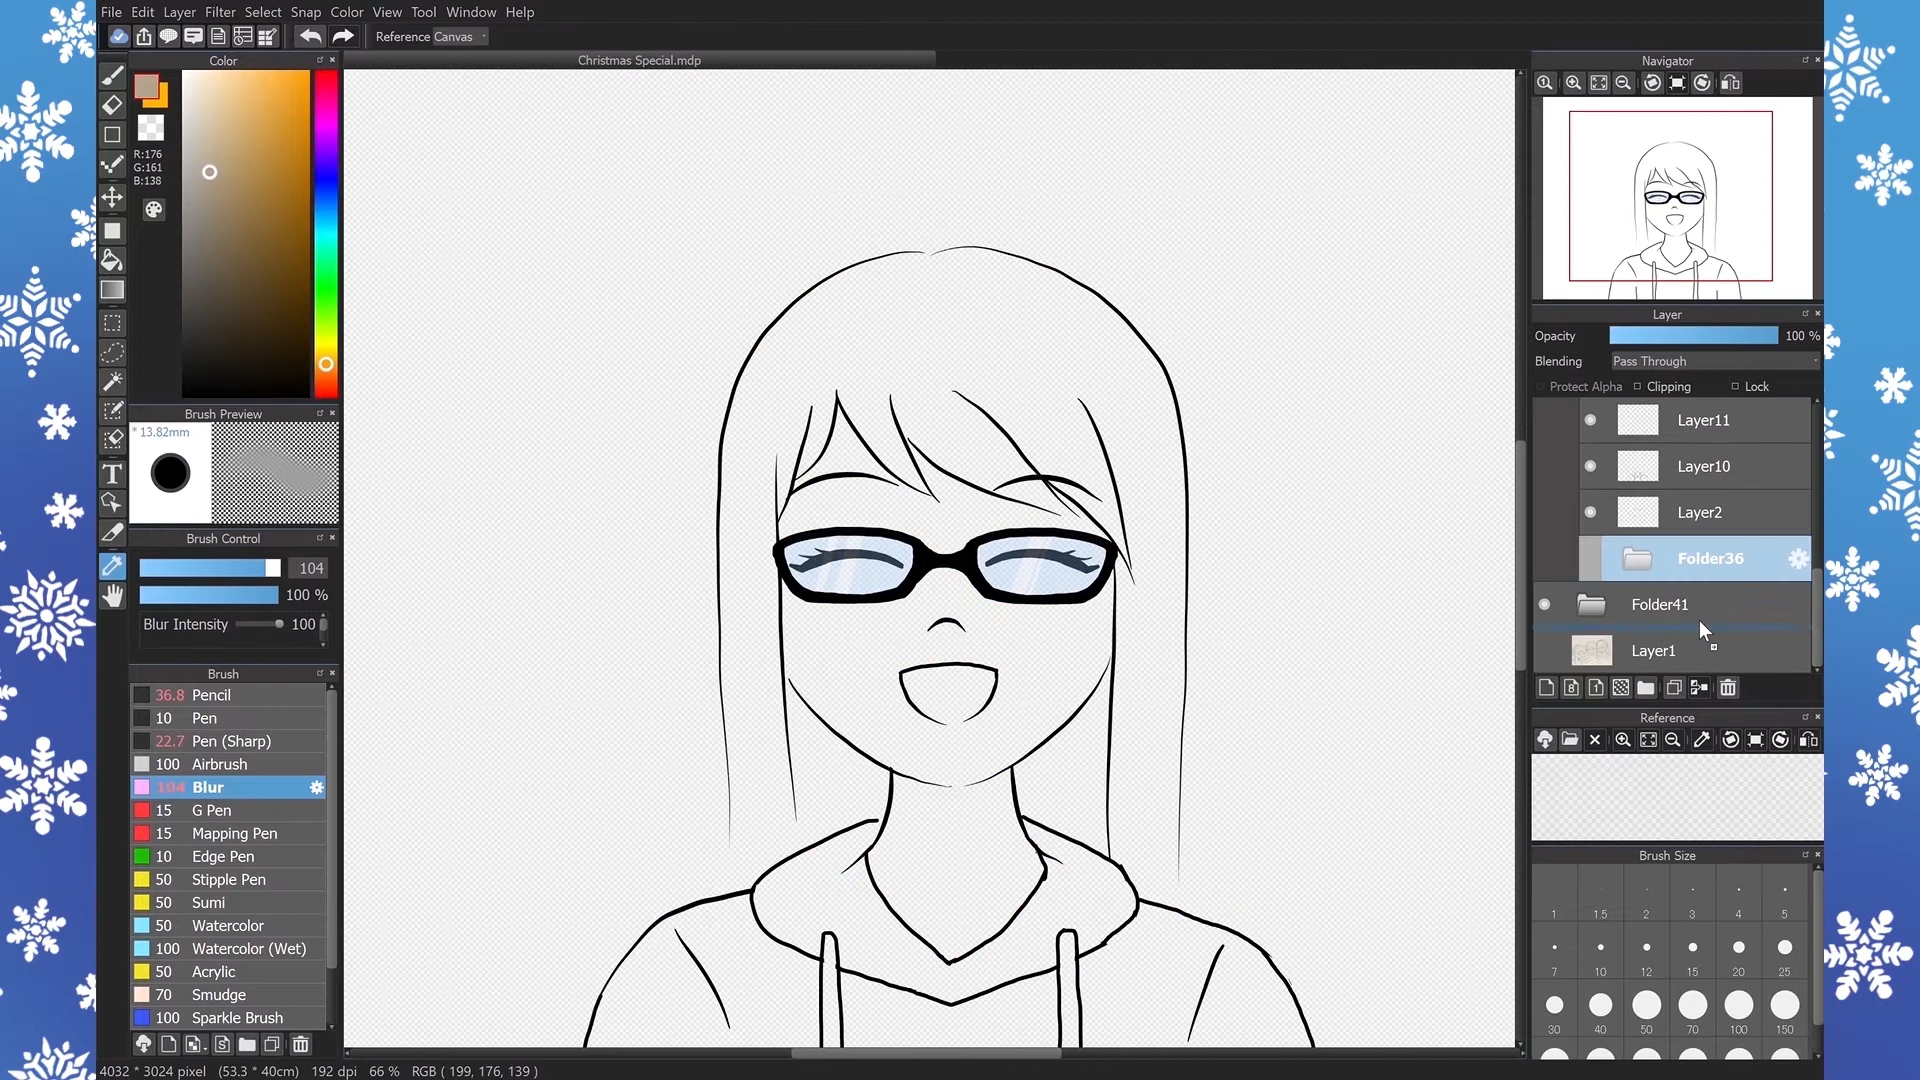 File Edit Layer Filter Select Snap Color View Tool Window Help
Reference Canvas
Color
Christmas Special.mdp
Navigator
R:176
G:161
B:138
Layer
Opacity 100 %
Blending Pass Through
Protect Alpha Clipping Lock
Brush Preview
* 13.82mm
Layer11
Layer10
Layer2
Folder36
Folder41
Layer1
Brush Control
104
100 %
Blur Intensity 100
Brush
36.8 Pencil
10 Pen
22.7 Pen (Sharp)
100 Airbrush
104 Blur
15 G Pen
15 Mapping Pen
10 Edge Pen
50 Stipple Pen
50 Sumi
50 Watercolor
100 Watercolor (Wet)
50 Acrylic
70 Smudge
100 Sparkle Brush
Reference
Brush Size
1 1.5 2 3 4 5
7 10 12 15 20 25
30 40 50 70 100 150
4032 * 3024 pixel (53.3 * 40cm) 192 dpi 66 % RGB ( 199, 176, 139 )